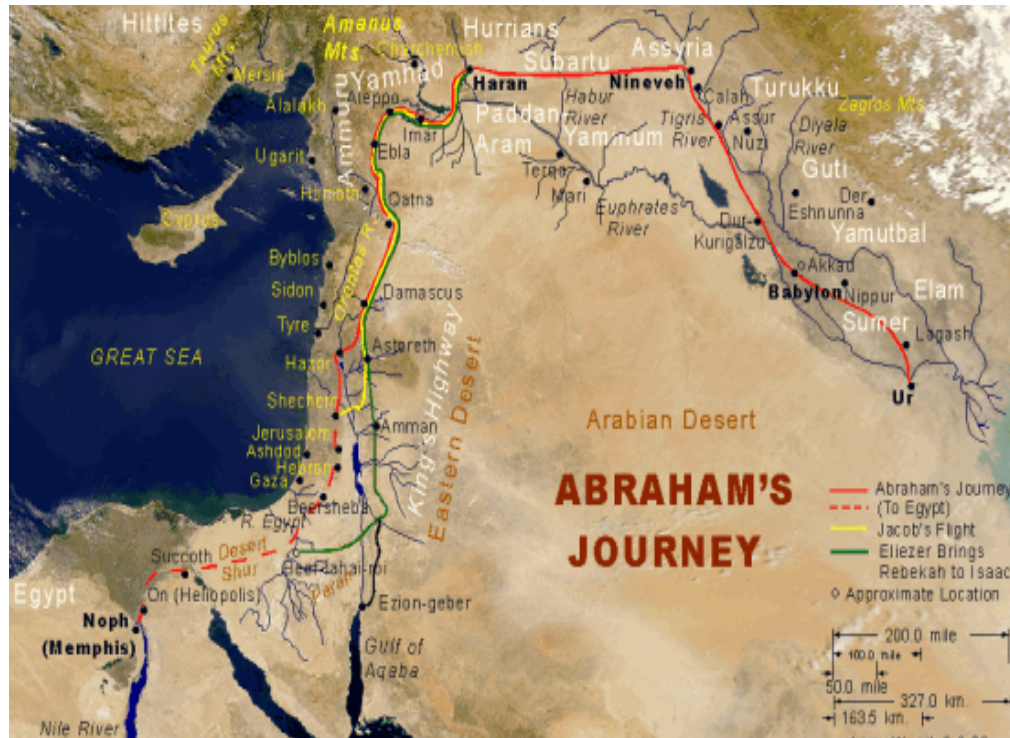 Hittites
Taurus
Mts.
Mersin
Amanus
Mts.
Charchemish
Hurrians
Subartu
Assyria
Yamhad
Haran
Nineveh
Calah
Turukku
Zagros Mts.
Alalakh
Aleppo
Imar
Amurru
Paddan
Aram
Habur
River
Yaminum
Tigris
River
Assur
Nuzi
Diyala
River
Ebla
Ugarit
Hamath
Qatna
Terqa
Mari
Euphrates
River
Guti
Der
Eshnunna
Yamutbal
Cyprus
Orontes R.
Dur-
Kurigalzu
Akkad
Babylon
Nippur
Elam
Sumer
Lagash
Ur
Byblos
Sidon
Damascus
Tyre
GREAT SEA
Hazor
Astoreth
King's Highway
Eastern Desert
Shechem
Amman
Jerusalem
Ashdod
Hebron
Gaza
Beersheba
R. Egypt
Arabian Desert
ABRAHAM'S
JOURNEY
Abraham's Journey
(To Egypt)
Jacob's Flight
Eliezer Brings
Rebekah to Isaac
Approximate Location
Succoth
Desert
Shur
Beer-lahai-roi
Paran
Egypt
On (Heliopolis)
Noph
(Memphis)
Ezion-geber
Gulf of
Aqaba
Nile River
200.0 mile
100.0 mile
50.0 mile
327.0 km.
163.5 km.